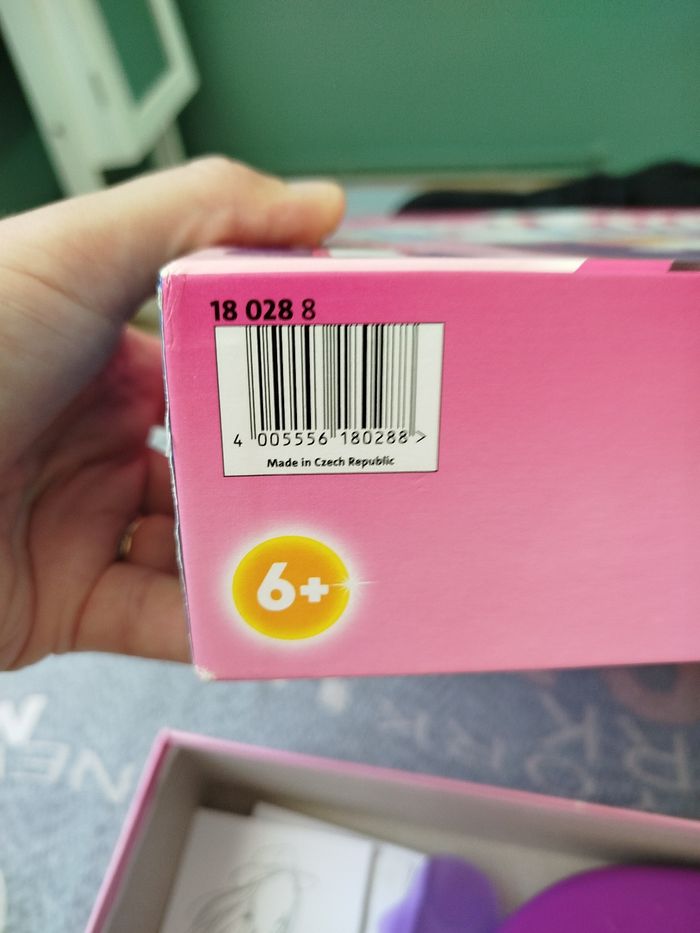 18 028 8
4 005556 180288 >
Made in Czech Republic
6+